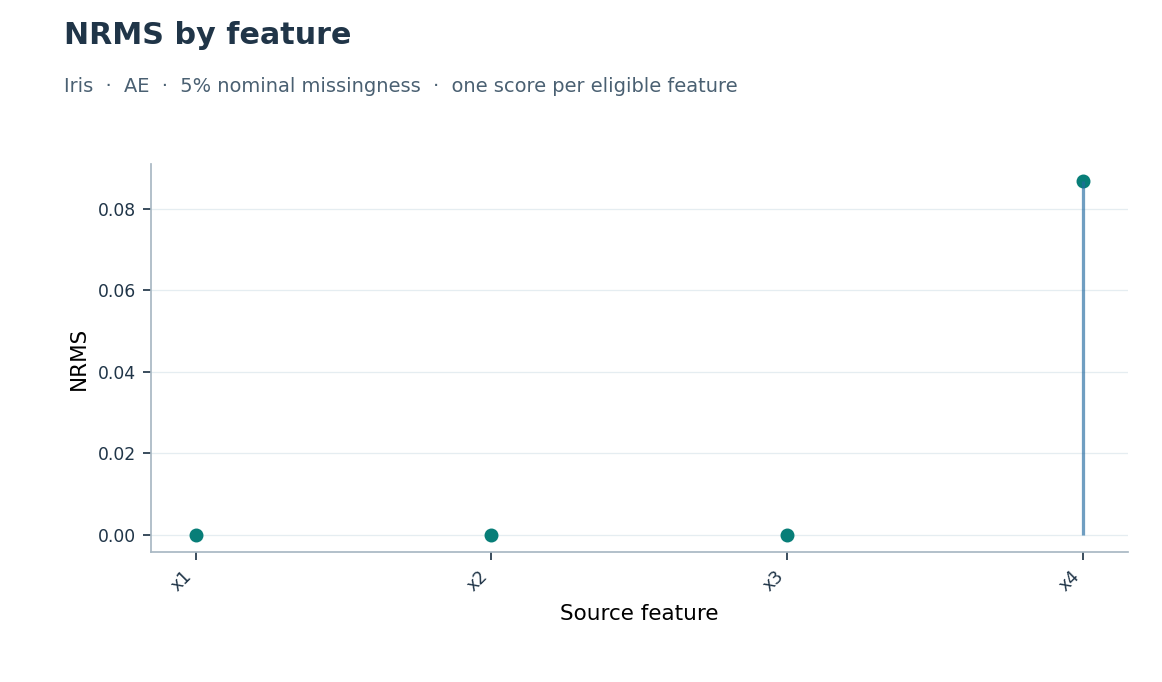 NRMS by feature
Iris · AE · 5% nominal missingness · one score per eligible feature
0.08
0.06
0.04
0.02
0.00
NRMS
x1
x2
x3
x4
Source feature